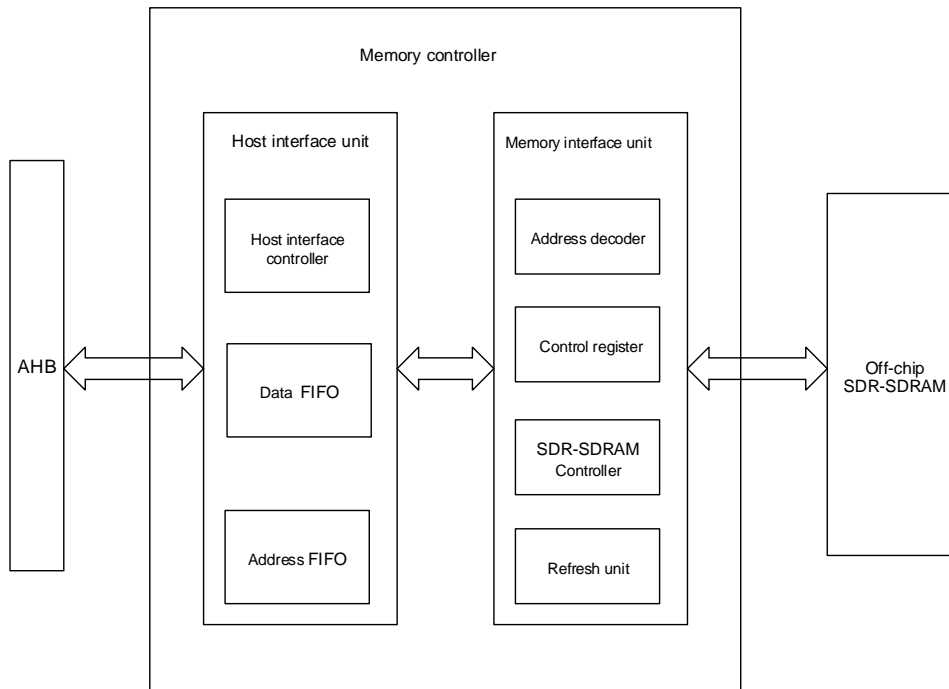 Memory controller
Host interface unit
Memory interface unit
Host interface
controller
Data FIFO
Address FIFO
Address decoder
Control register
SDR-SDRAM
Controller
Refresh unit
AHB
Off-chip
SDR-SDRAM